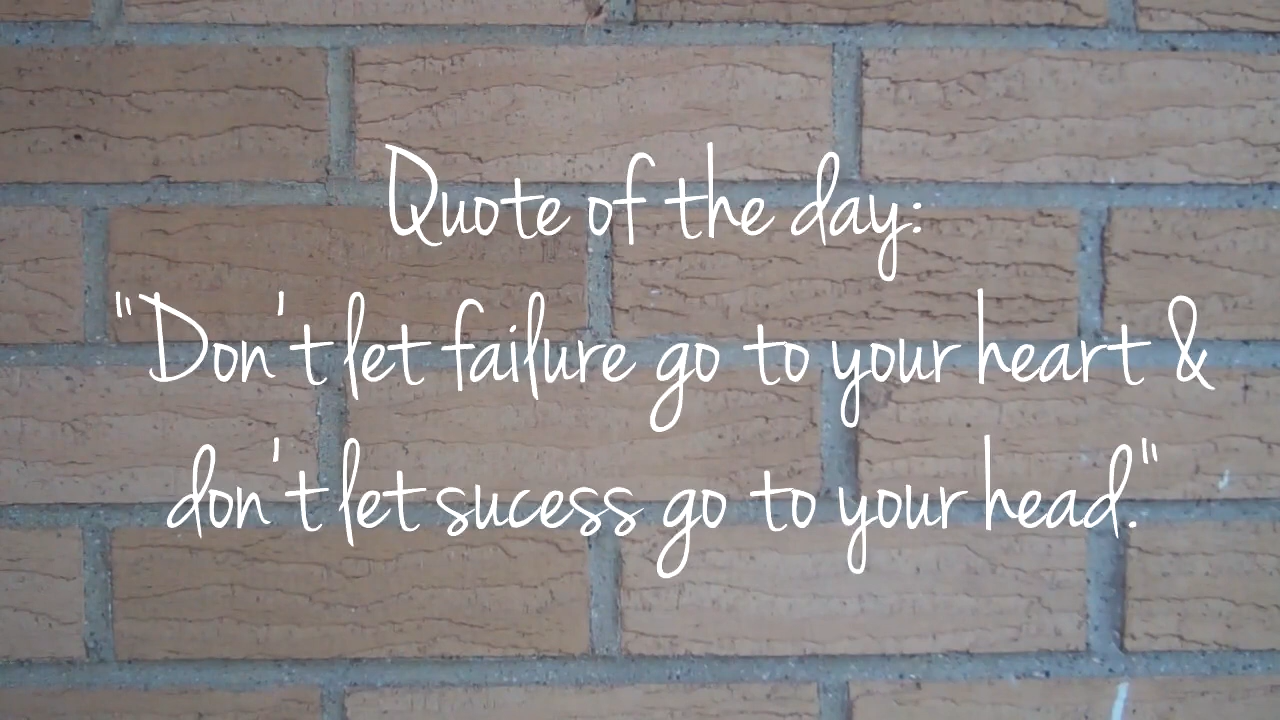 Quote of the day:
"Don't let failure go to your heart &
don't let sucess go to your head."